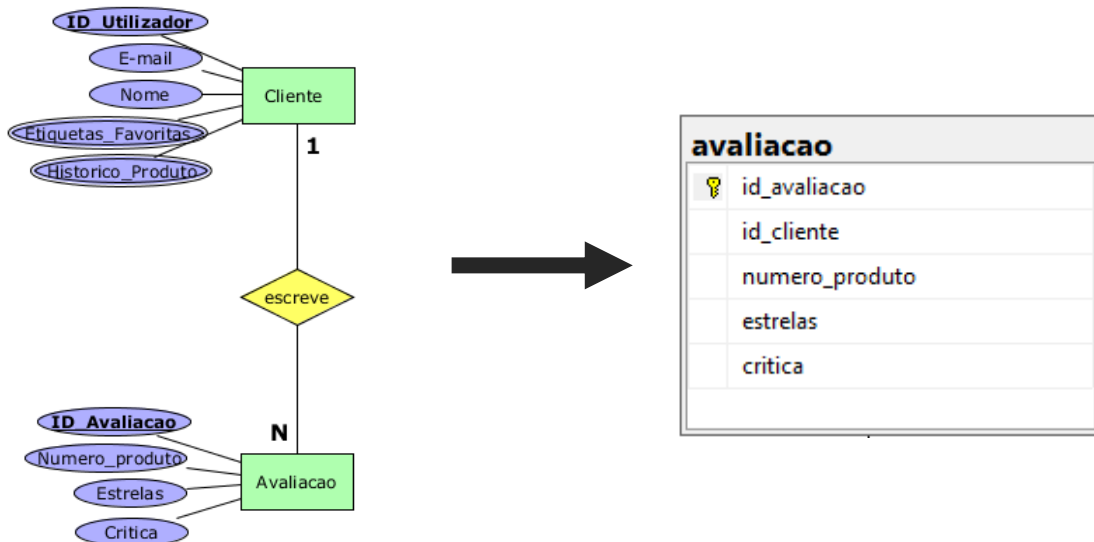 ID_Utilizador
E-mail
Nome
Etiquetas_Favoritas
Historico_Produto
Cliente
1
escreve
N
ID_Avaliacao
Numero_produto
Estrelas
Critica
Avaliacao
avaliacao
id_avaliacao
id_cliente
numero_produto
estrelas
critica